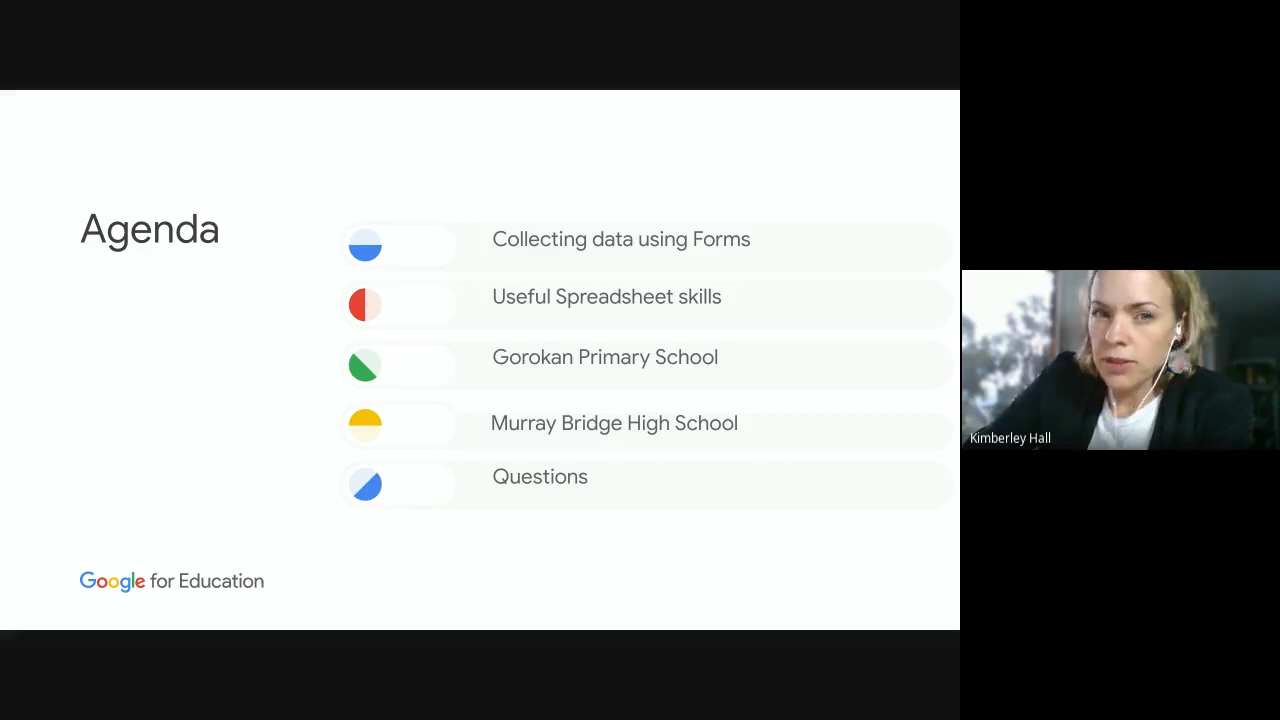 Agenda
Collecting data using Forms
Useful Spreadsheet skills
Gorokan Primary School
Murray Bridge High School
Questions
Google for Education
Kimberley Hall